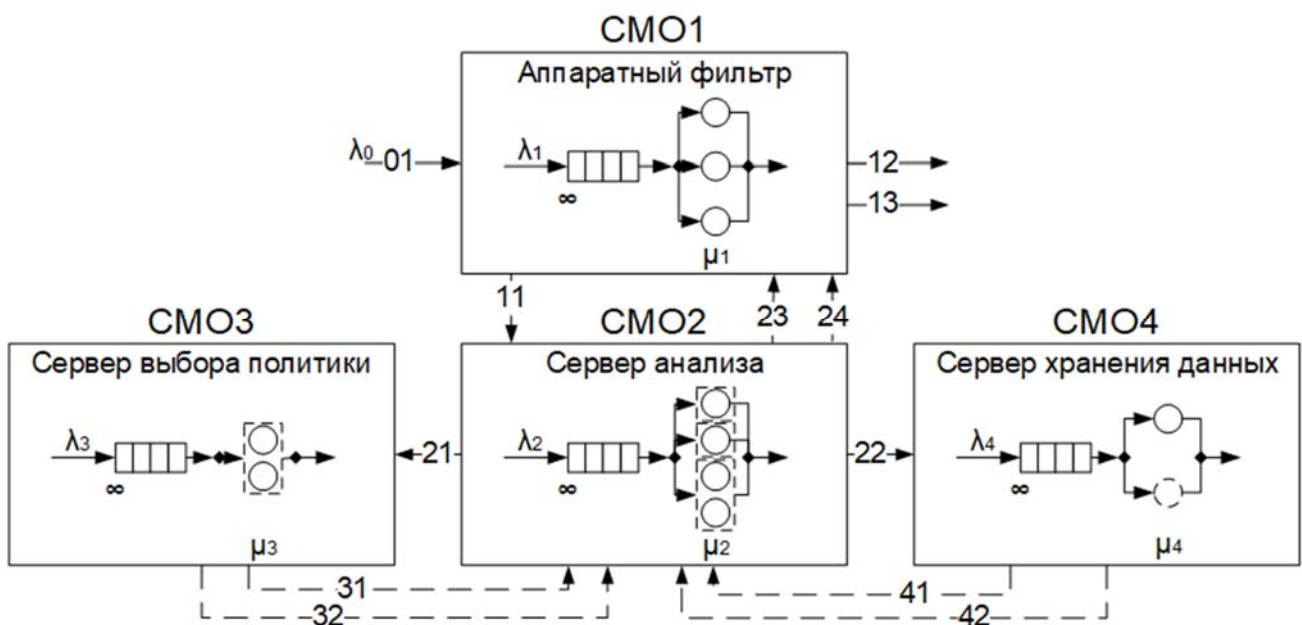 СМО1
Аппаратный фильтр
λ0
01
λ1
∞
μ1
12
13
11
23
24
СМО3
Сервер выбора политики
λ3
∞
μ3
21
СМО2
Сервер анализа
λ2
∞
μ2
22
СМО4
Сервер хранения данных
λ4
∞
μ4
31
32
41
42